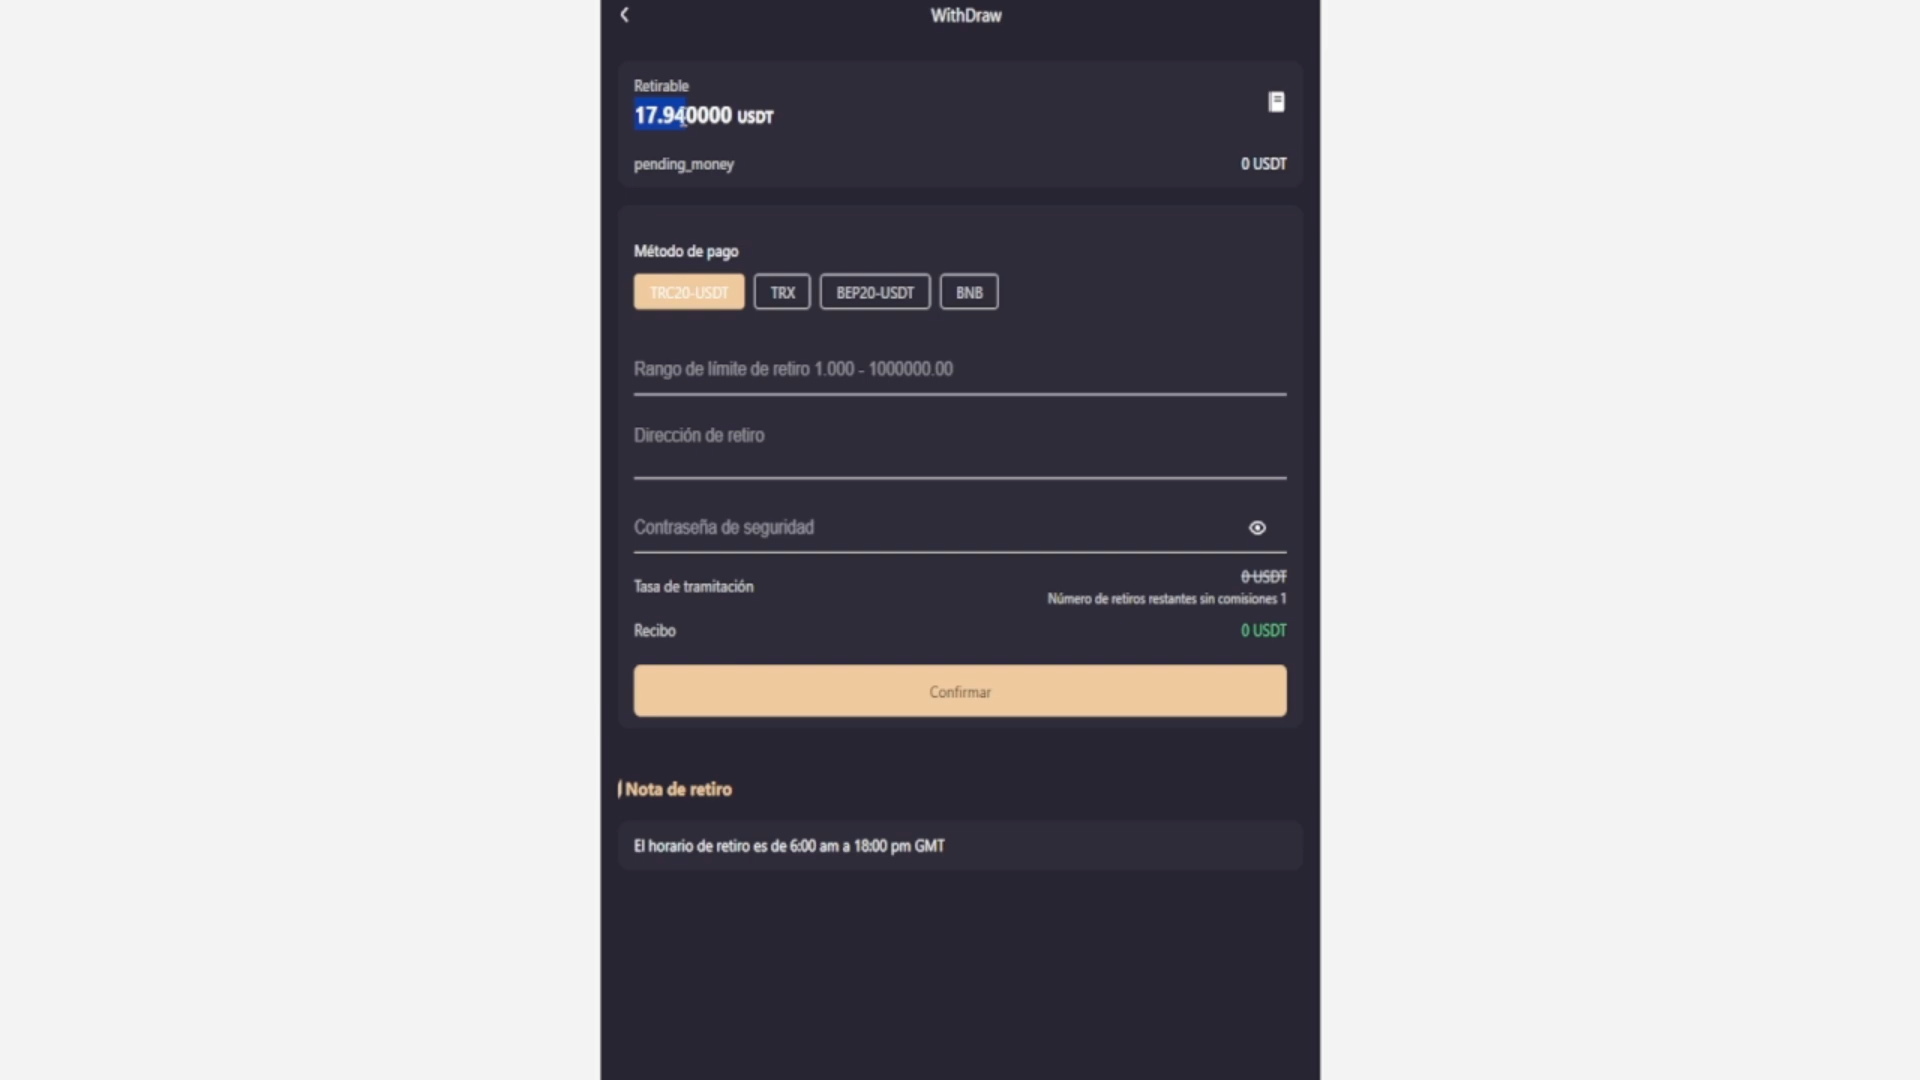 WithDraw
Retirable
17.940000 USDT
pending_money
0 USDT
Método de pago
TRC20-USDT
TRX
BEP20-USDT
BNB
Rango de límite de retiro 1.000 - 1000000.00
Dirección de retiro
Contraseña de seguridad
Tasa de tramitación
0 USDT
Número de retiros restantes sin comisiones 1
Recibo
0 USDT
Confirmar
Nota de retiro
El horario de retiro es de 6:00 am a 18:00 pm GMT